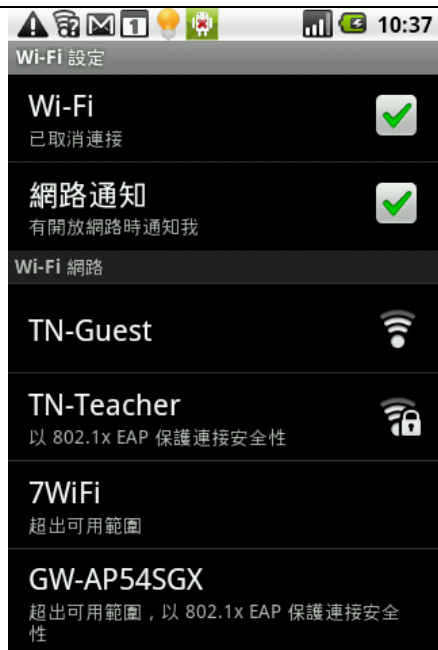 10:37
Wi-Fi 設定
Wi-Fi
已取消連接
網路通知
有開放網路時通知我
Wi-Fi 網路
TN-Guest
TN-Teacher
以 802.1x EAP 保護連接安全性
7WiFi
超出可用範圍
GW-AP54SGX
超出可用範圍，以 802.1x EAP 保護連接安全
性